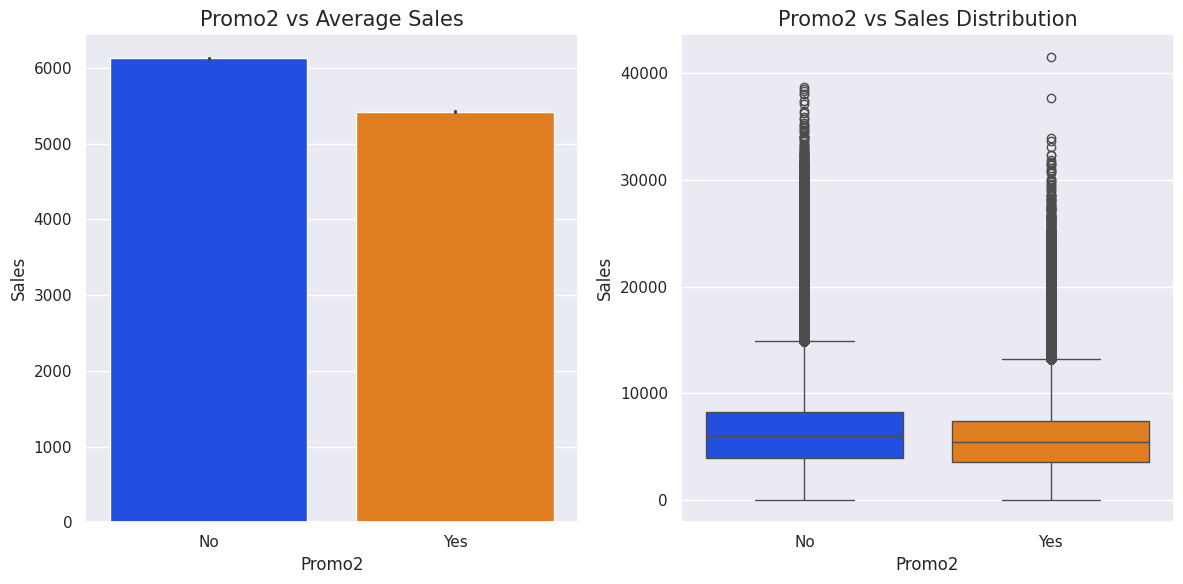 Promo2 vs Average Sales
Sales
6000
5000
4000
3000
2000
1000
0
No
Yes
Promo2
Promo2 vs Sales Distribution
Sales
40000
30000
20000
10000
0
No
Yes
Promo2